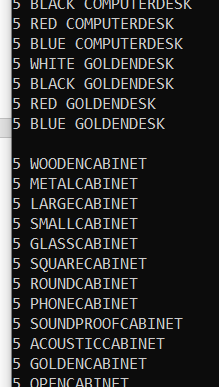 5 BLACK COMPUTERDESK
5 RED COMPUTERDESK
5 BLUE COMPUTERDESK
5 WHITE GOLDENDESK
5 BLACK GOLDENDESK
5 RED GOLDENDESK
5 BLUE GOLDENDESK

5 WOODENCABINET
5 METALCABINET
5 LARGECABINET
5 SMALLCABINET
5 GLASSCABINET
5 SQUARECABINET
5 ROUNDCABINET
5 PHONECABINET
5 SOUNDPROOFCABINET
5 ACOUSTICCABINET
5 GOLDENCABINET
5 OPENCABINET